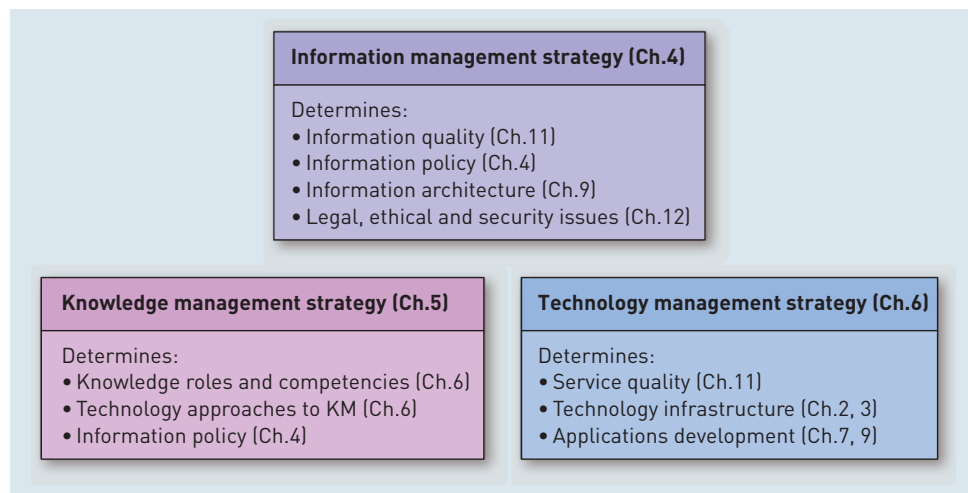 Information management strategy (Ch.4)
Determines:
• Information quality (Ch.11)
• Information policy (Ch.4)
• Information architecture (Ch.9)
• Legal, ethical and security issues (Ch.12)
Knowledge management strategy (Ch.5)
Determines:
• Knowledge roles and competencies (Ch.6)
• Technology approaches to KM (Ch.6)
• Information policy (Ch.4)
Technology management strategy (Ch.6)
Determines:
• Service quality (Ch.11)
• Technology infrastructure (Ch.2, 3)
• Applications development (Ch.7, 9)